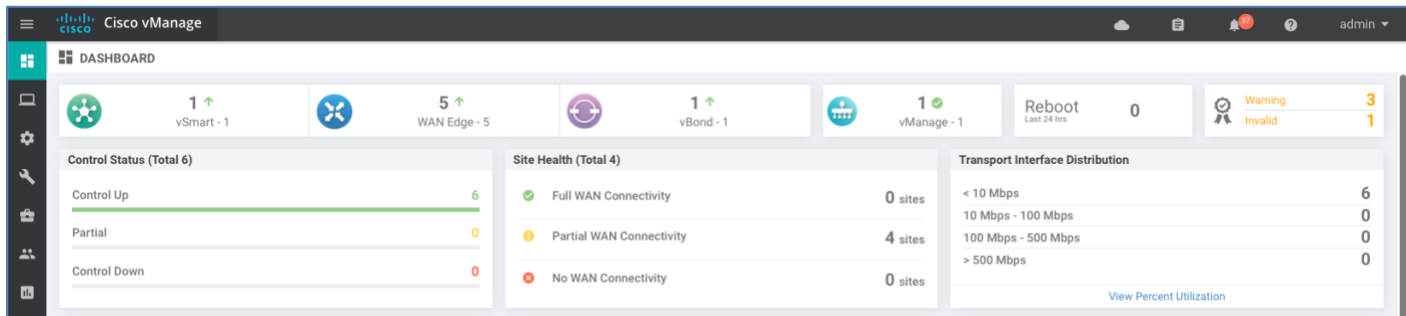 cisco Cisco vManage 37 admin
DASHBOARD
1 5 1 1 Reboot 0 Warning 3
vSmart - 1 WAN Edge - 5 vBond - 1 vManage - 1 Last 24 hrs Invalid 1
Control Status (Total 6)
Control Up 6
Partial 0
Control Down 0
Site Health (Total 4)
Full WAN Connectivity 0 sites
Partial WAN Connectivity 4 sites
No WAN Connectivity 0 sites
Transport Interface Distribution
< 10 Mbps 6
10 Mbps - 100 Mbps 0
100 Mbps - 500 Mbps 0
> 500 Mbps 0
View Percent Utilization